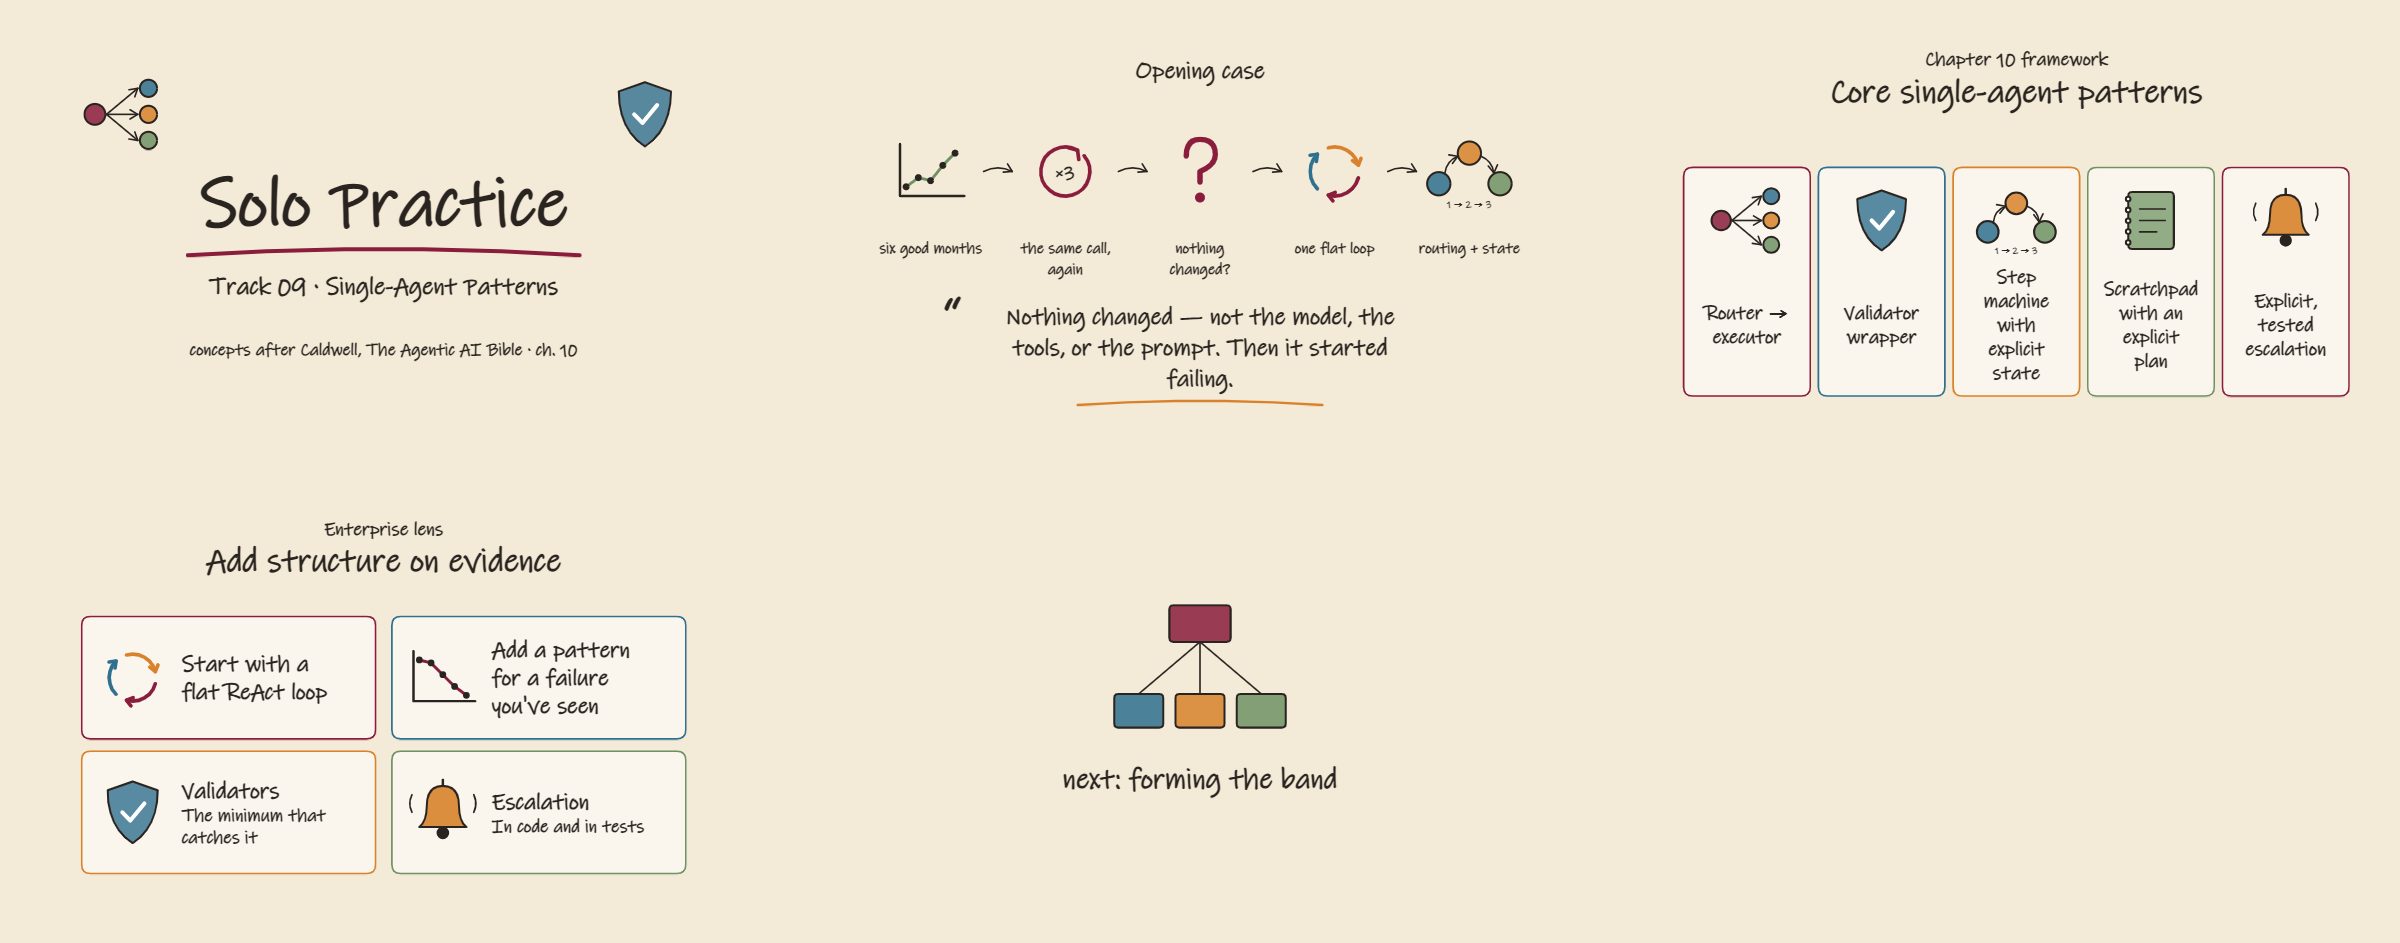 Solo Practice
Track 09 · Single-Agent Patterns
concepts after Caldwell, The Agentic AI Bible · ch. 10
Opening case
×3
1→2→3
six good months
the same call,
again
nothing
changed?
one flat loop
routing + state
“
Nothing changed — not the model, the
tools, or the prompt. Then it started
failing.
Chapter 10 framework
Core single-agent patterns
Router →
executor
Validator
wrapper
1→2→3
Step
machine
with
explicit
state
Scratchpad
with an
explicit
plan
Explicit,
tested
escalation
Enterprise lens
Add structure on evidence
Start with a
flat ReAct loop
Add a pattern
for a failure
you've seen
Validators
The minimum that
catches it
Escalation
In code and in tests
next: forming the band